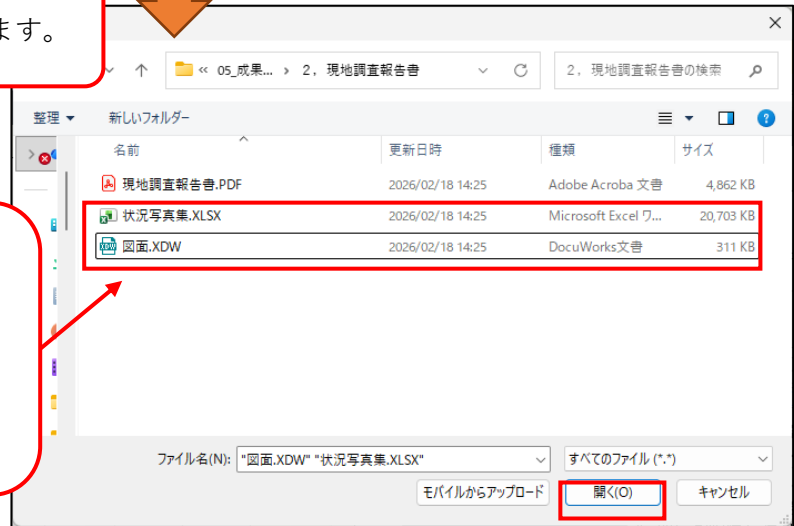 ます。
« 05_成果... › 2，現地調査報告書
2，現地調査報告書の検索
整理 新しいフォルダー
名前 更新日時 種類 サイズ
現地調査報告書.PDF 2026/02/18 14:25 Adobe Acroba 文書 4,862 KB
状況写真集.XLSX 2026/02/18 14:25 Microsoft Excel ワ... 20,703 KB
図面.XDW 2026/02/18 14:25 DocuWorks文書 311 KB
ファイル名(N): "図面.XDW" "状況写真集.XLSX" すべてのファイル (*.*)
モバイルからアップロード 開く(O) キャンセル